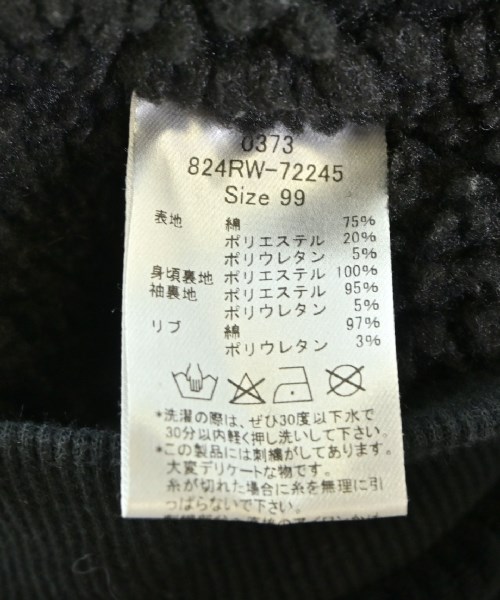 0373
824RW-72245
Size 99
表地 綿 75%
ポリエステル 20%
ポリウレタン 5%
身頃裏地 ポリエステル 100%
袖裏地 ポリエステル 95%
ポリウレタン 5%
リブ 綿 97%
ポリウレタン 3%
*洗濯の際は、ぜひ30度以下水で
30分以内軽く押し洗いして下さい。
*この製品には刺繍がしてあります。
大変デリケートな物です。
糸が切れた場合に糸を無理に引
っぱらないで下さい。